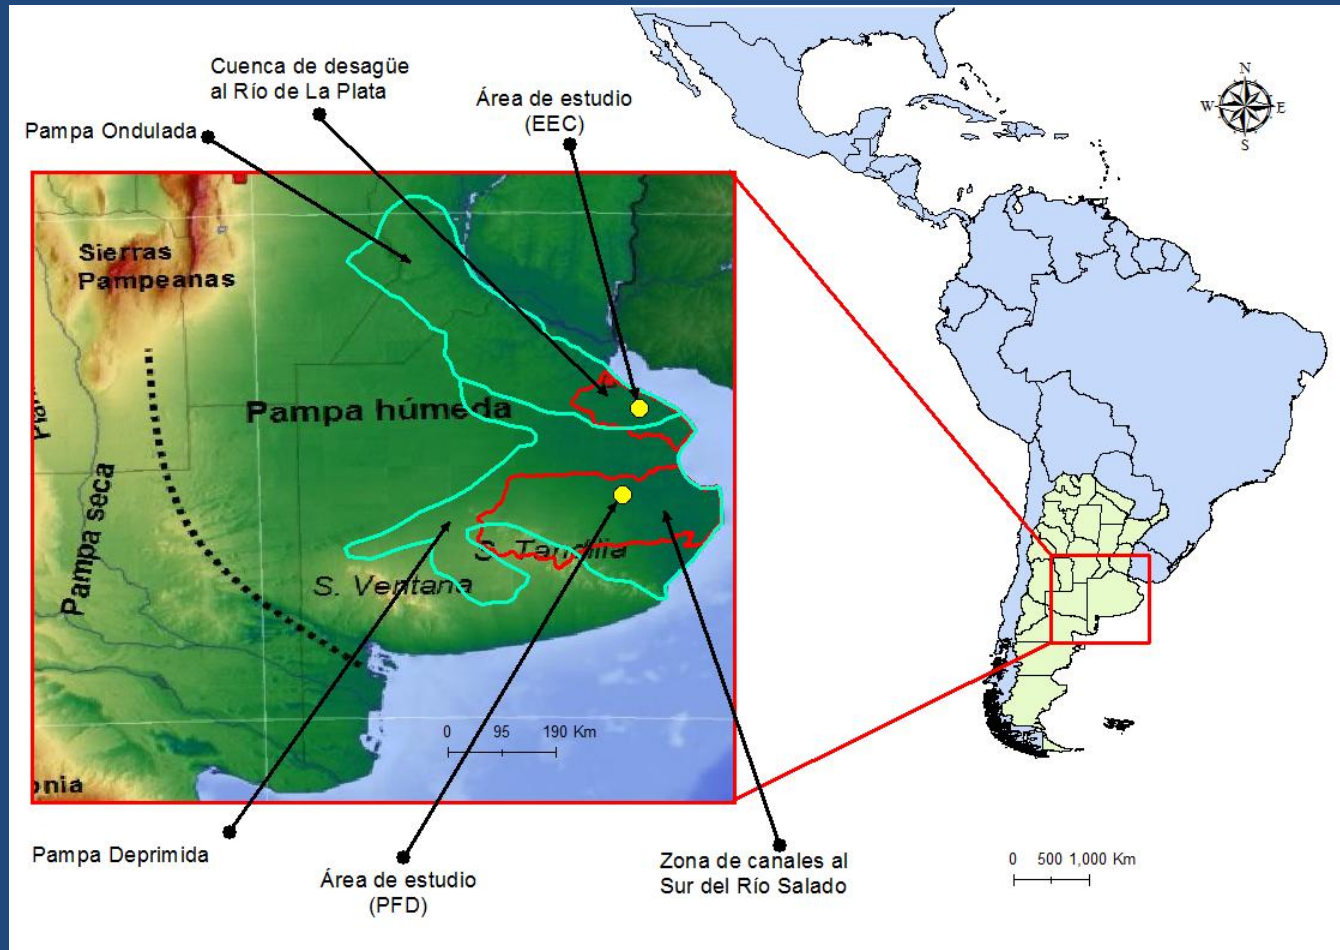 Cuenca de desagüe
al Río de La Plata
Área de estudio
(EEC)
Pampa Ondulada
N
W
E
S
Sierras
Pampeanas
Pampa húmeda
Pampa seca
S. Tandilia
S. Ventana
0 95 190 Km
onia
Pampa Deprimida
Área de estudio
(PFD)
Zona de canales al
Sur del Río Salado
0 500 1,000 Km